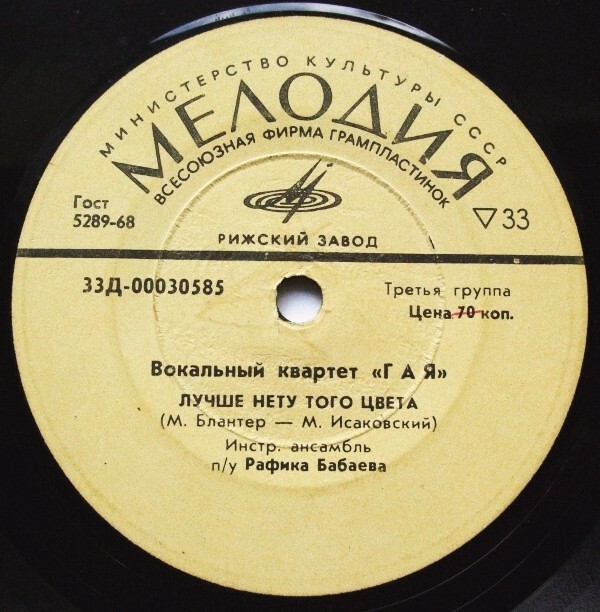 МИНИСТЕРСТВО КУЛЬТУРЫ СССР
МЕЛОДИЯ
ВСЕСОЮЗНАЯ ФИРМА ГРАМПЛАСТИНОК
Гост
5289-68
▽33
РИЖСКИЙ ЗАВОД
33Д-00030585
Третья группа
Цена 70 коп.
Вокальный квартет «ГАЯ»
ЛУЧШЕ НЕТУ ТОГО ЦВЕТА
(М. Блантер — М. Исаковский)
Инстр. ансамбль
п/у Рафика Бабаева